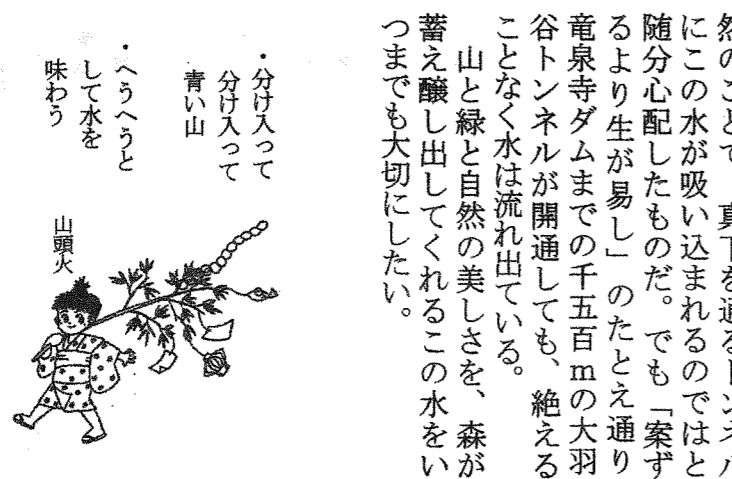 然のことで、真下を通るトンネル
にこの水が吸い込まれるのではと
随分心配したものだ。でも「案ず
るより生が易し」のたとえ通り
竜泉寺ダムまでの千五百mの大羽
谷トンネルが開通しても、絶える
ことなく水は流れ出ている。
山と緑と自然の美しさを、森が
蓄え醸し出してくれるこの水をい
つまでも大切にしたい。
・分け入って
分け入って
青い山
・へうへうと
して水を
味わう
山頭火